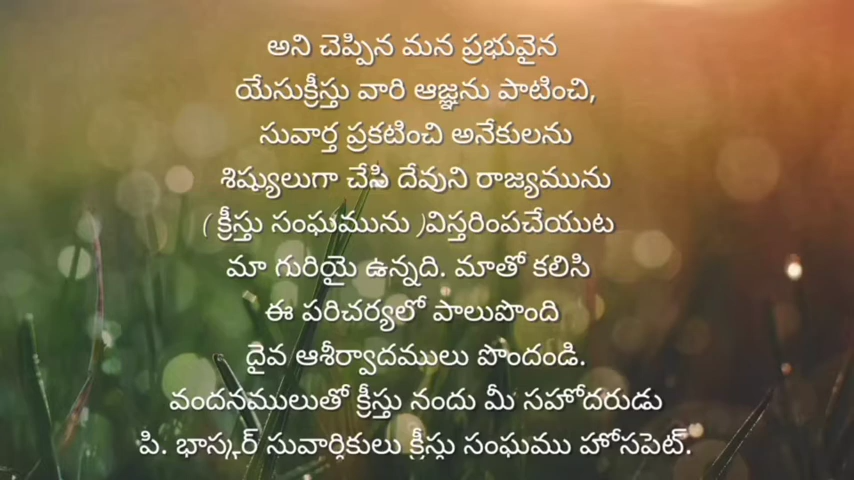 అని చెప్పిన మన ప్రభువైన
యేసుక్రీస్తు వారి ఆజ్ఞను పాటించి,
సువార్త ప్రకటించి అనేకులను
శిష్యులుగా చేసి దేవుని రాజ్యమును
( క్రీస్తు సంఘమును )విస్తరింపచేయుట
మా గురియై ఉన్నది. మాతో కలిసి
ఈ పరిచర్యలో పాలుపొంది
దైవ ఆశీర్వాదములు పొందండి.
వందనములుతో క్రీస్తు నందు మీ సహోదరుడు
పి. భాస్కర్ సువార్తికులు క్రీస్తు సంఘము హోసపెట్.